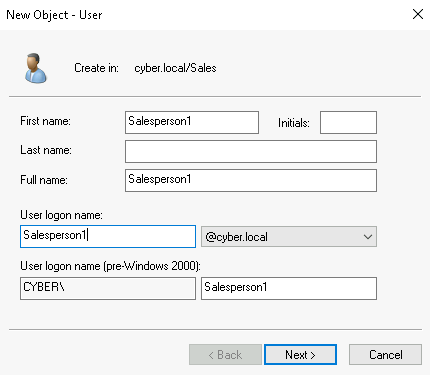 New Object - User
Create in: cyber.local/Sales
First name: Salesperson1 Initials:
Last name:
Full name: Salesperson1
User logon name:
Salesperson1 @cyber.local
User logon name (pre-Windows 2000):
CYBER\ Salesperson1
< Back Next > Cancel